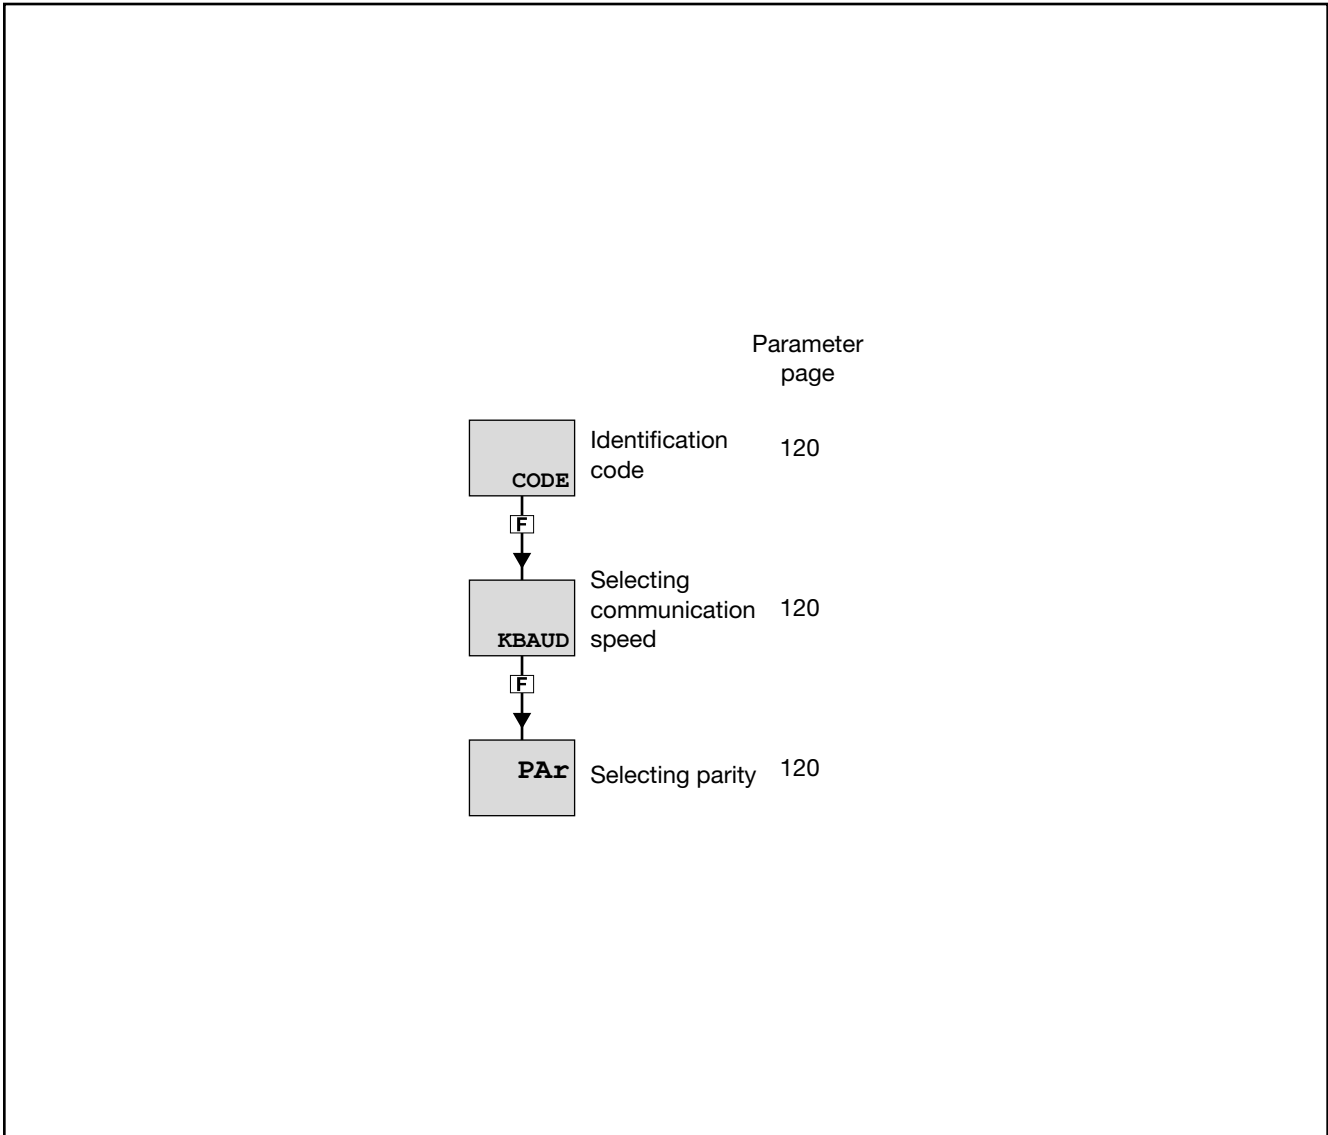 Parameter
page
Identification
code
120
CODE
F
Selecting
communication
speed
120
KBAUD
F
PAr
Selecting parity
120